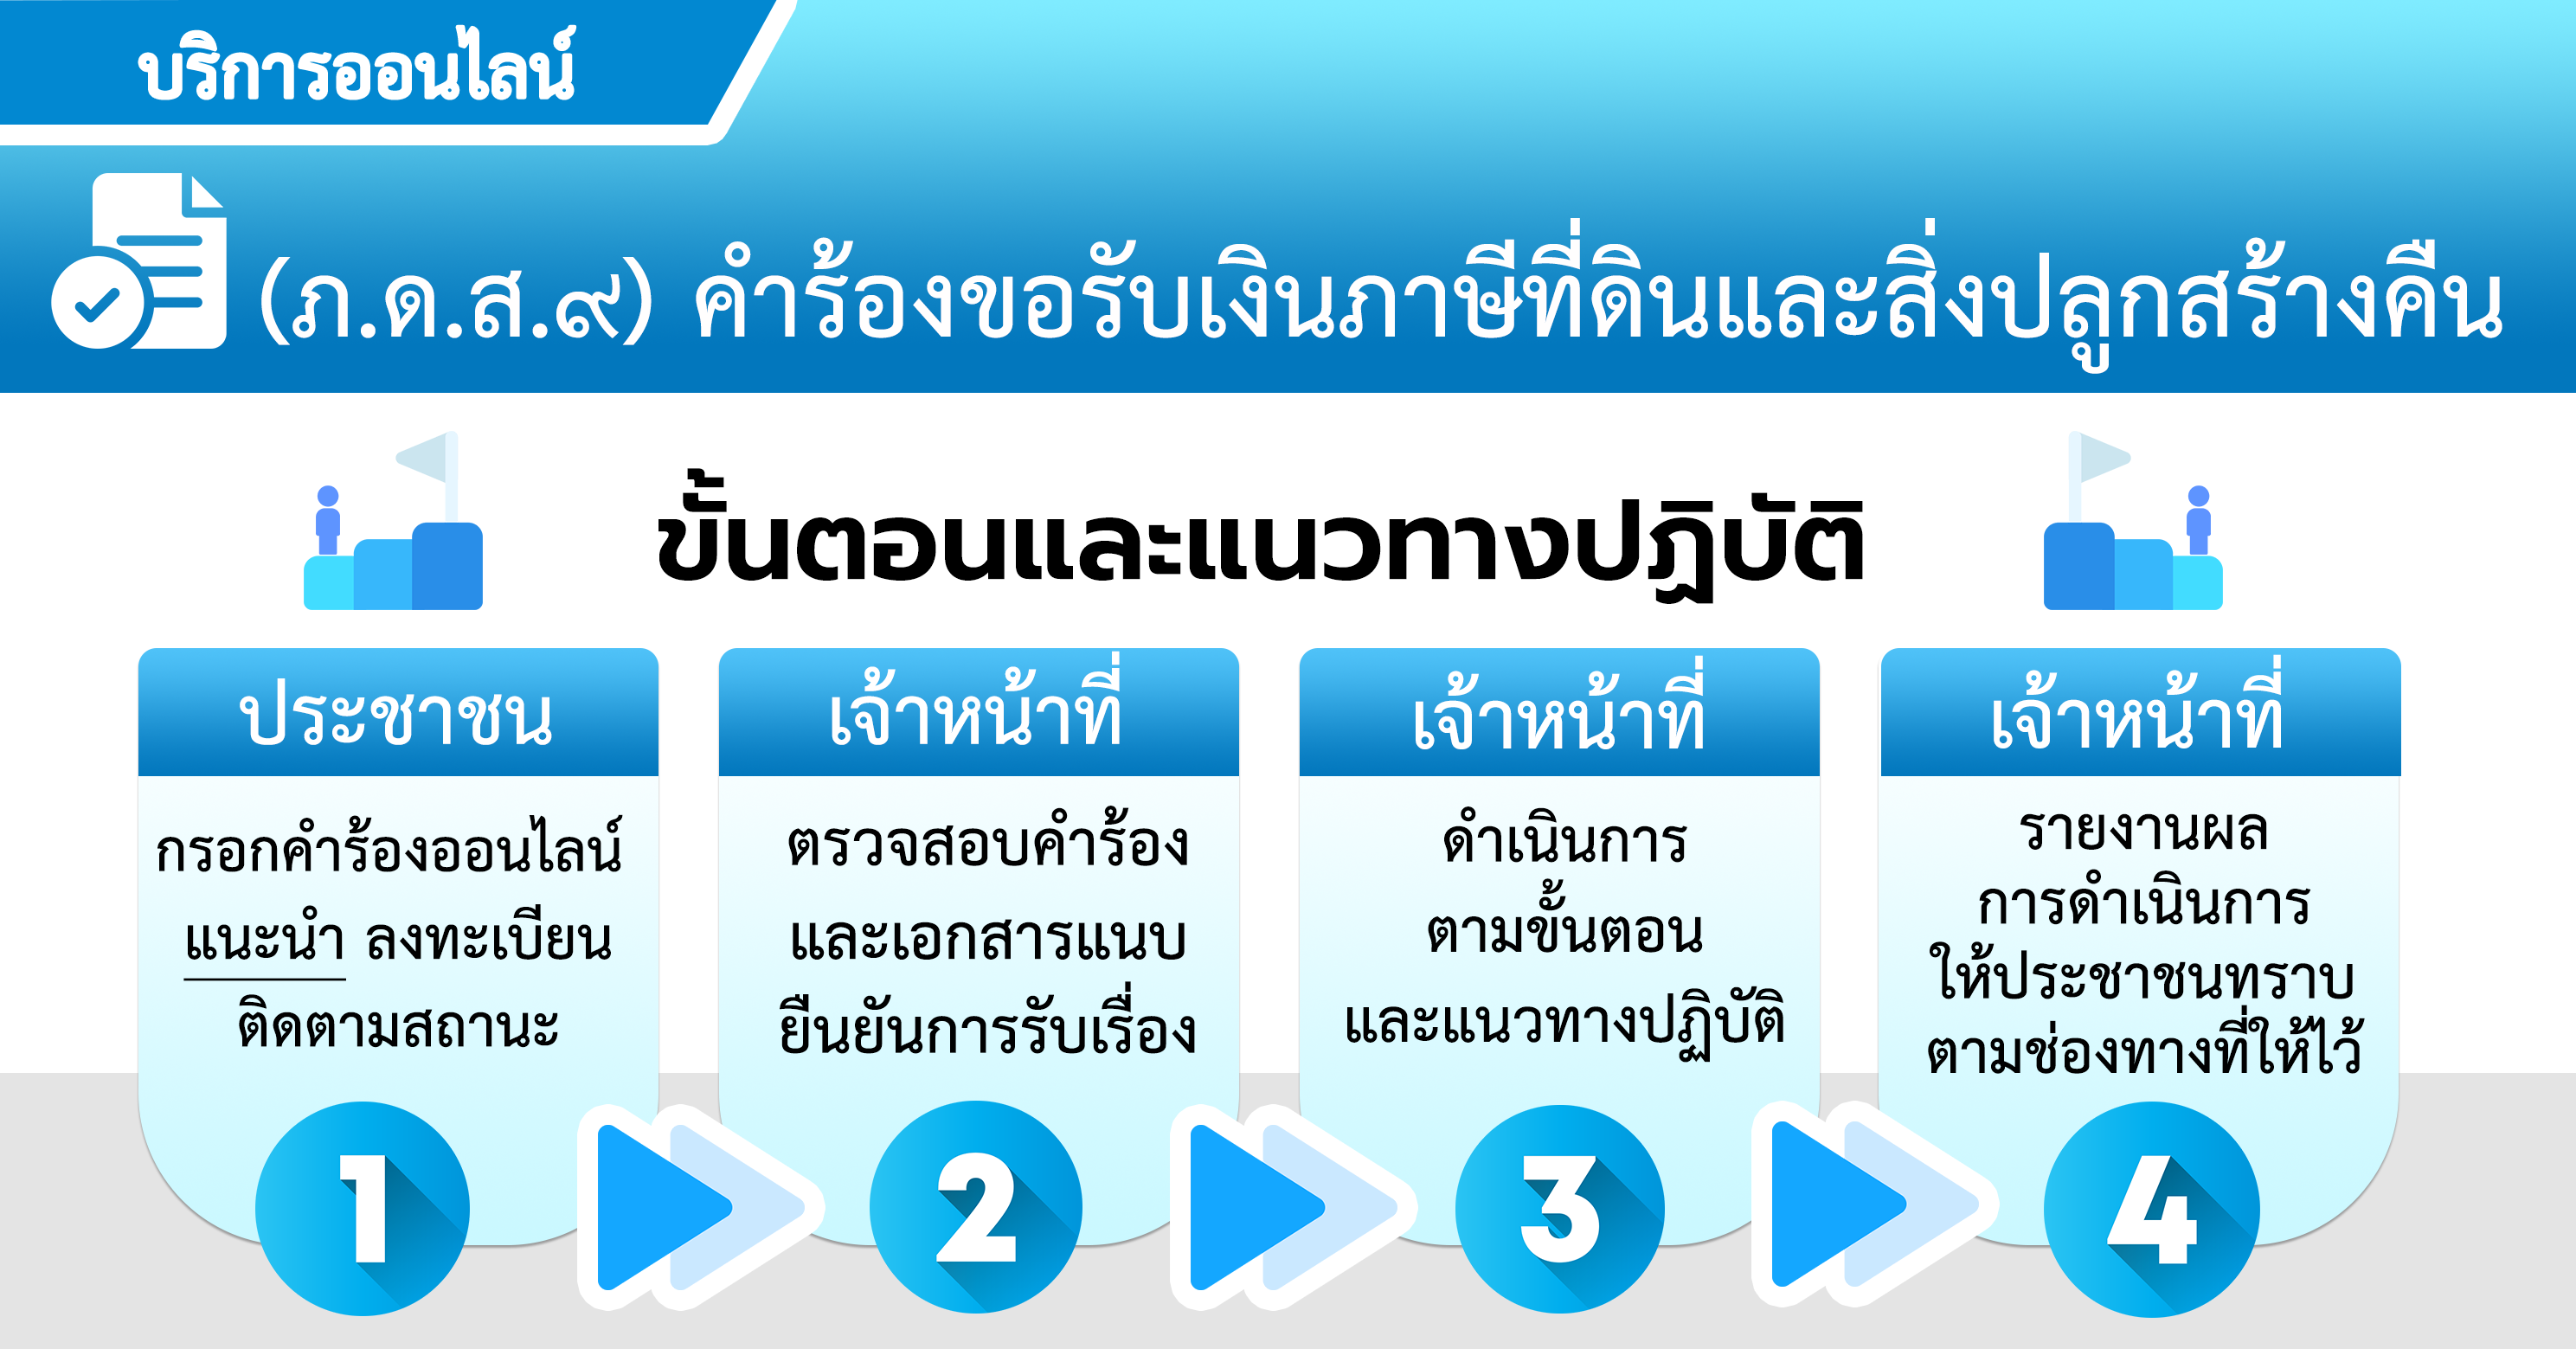 บริการออนไลน์
(ภ.ด.ส.๙) คำร้องขอรับเงินภาษีที่ดินและสิ่งปลูกสร้างคืน
ขั้นตอนและแนวทางปฏิบัติ
ประชาชน
กรอกคำร้องออนไลน์
แนะนำ ลงทะเบียน
ติดตามสถานะ
1
เจ้าหน้าที่
ตรวจสอบคำร้อง
และเอกสารแนบ
ยืนยันการรับเรื่อง
2
เจ้าหน้าที่
ดำเนินการ
ตามขั้นตอน
และแนวทางปฏิบัติ
3
เจ้าหน้าที่
รายงานผล
การดำเนินการ
ให้ประชาชนทราบ
ตามช่องทางที่ให้ไว้
4